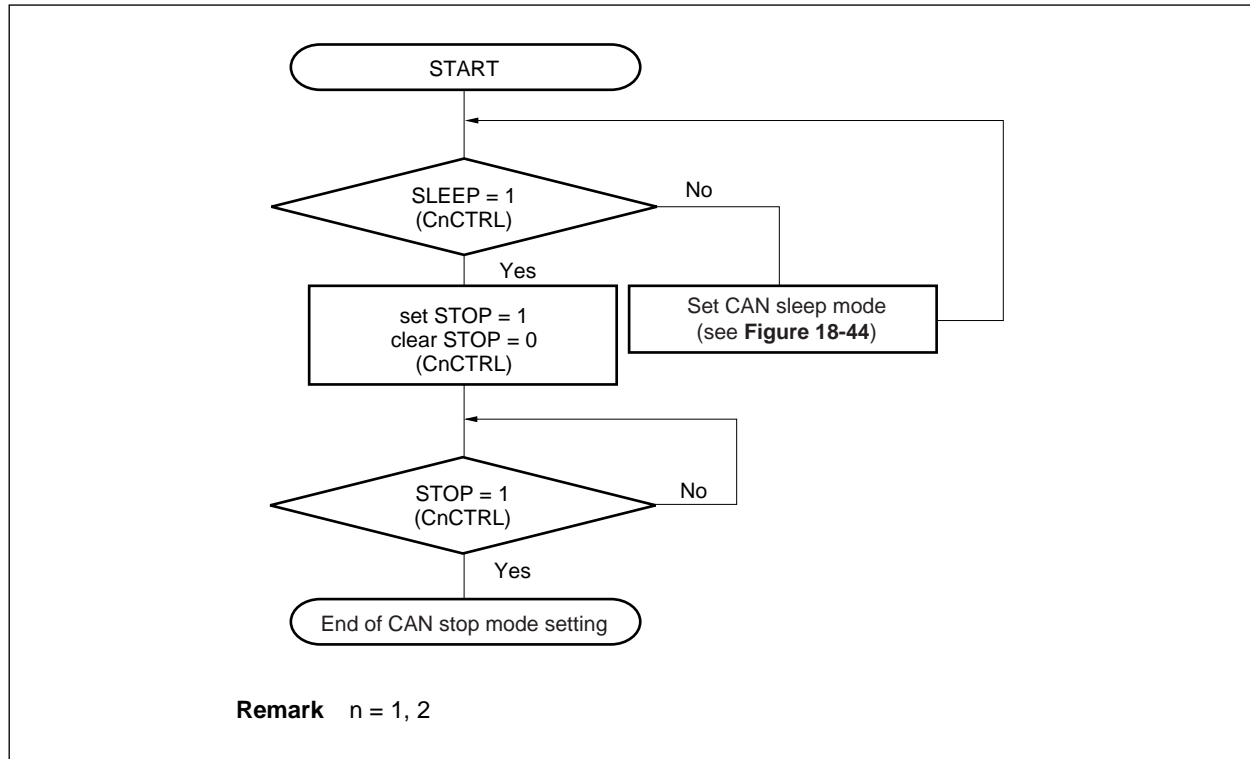 START
SLEEP = 1
(CnCTRL)
No
Yes
set STOP = 1
clear STOP = 0
(CnCTRL)
Set CAN sleep mode
(see Figure 18-44)
STOP = 1
(CnCTRL)
No
Yes
End of CAN stop mode setting
Remark n = 1, 2